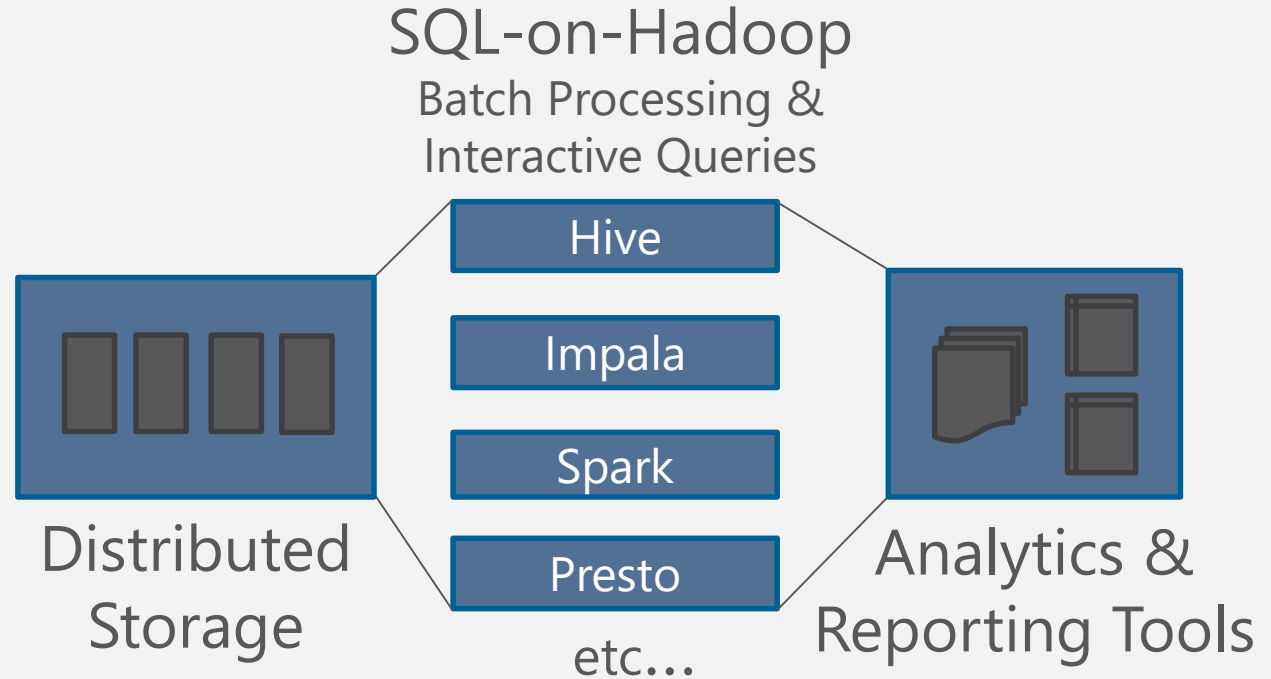 SQL-on-Hadoop
Batch Processing &
Interactive Queries
Hive
Impala
Spark
Presto
etc...
Distributed
Storage
Analytics &
Reporting Tools